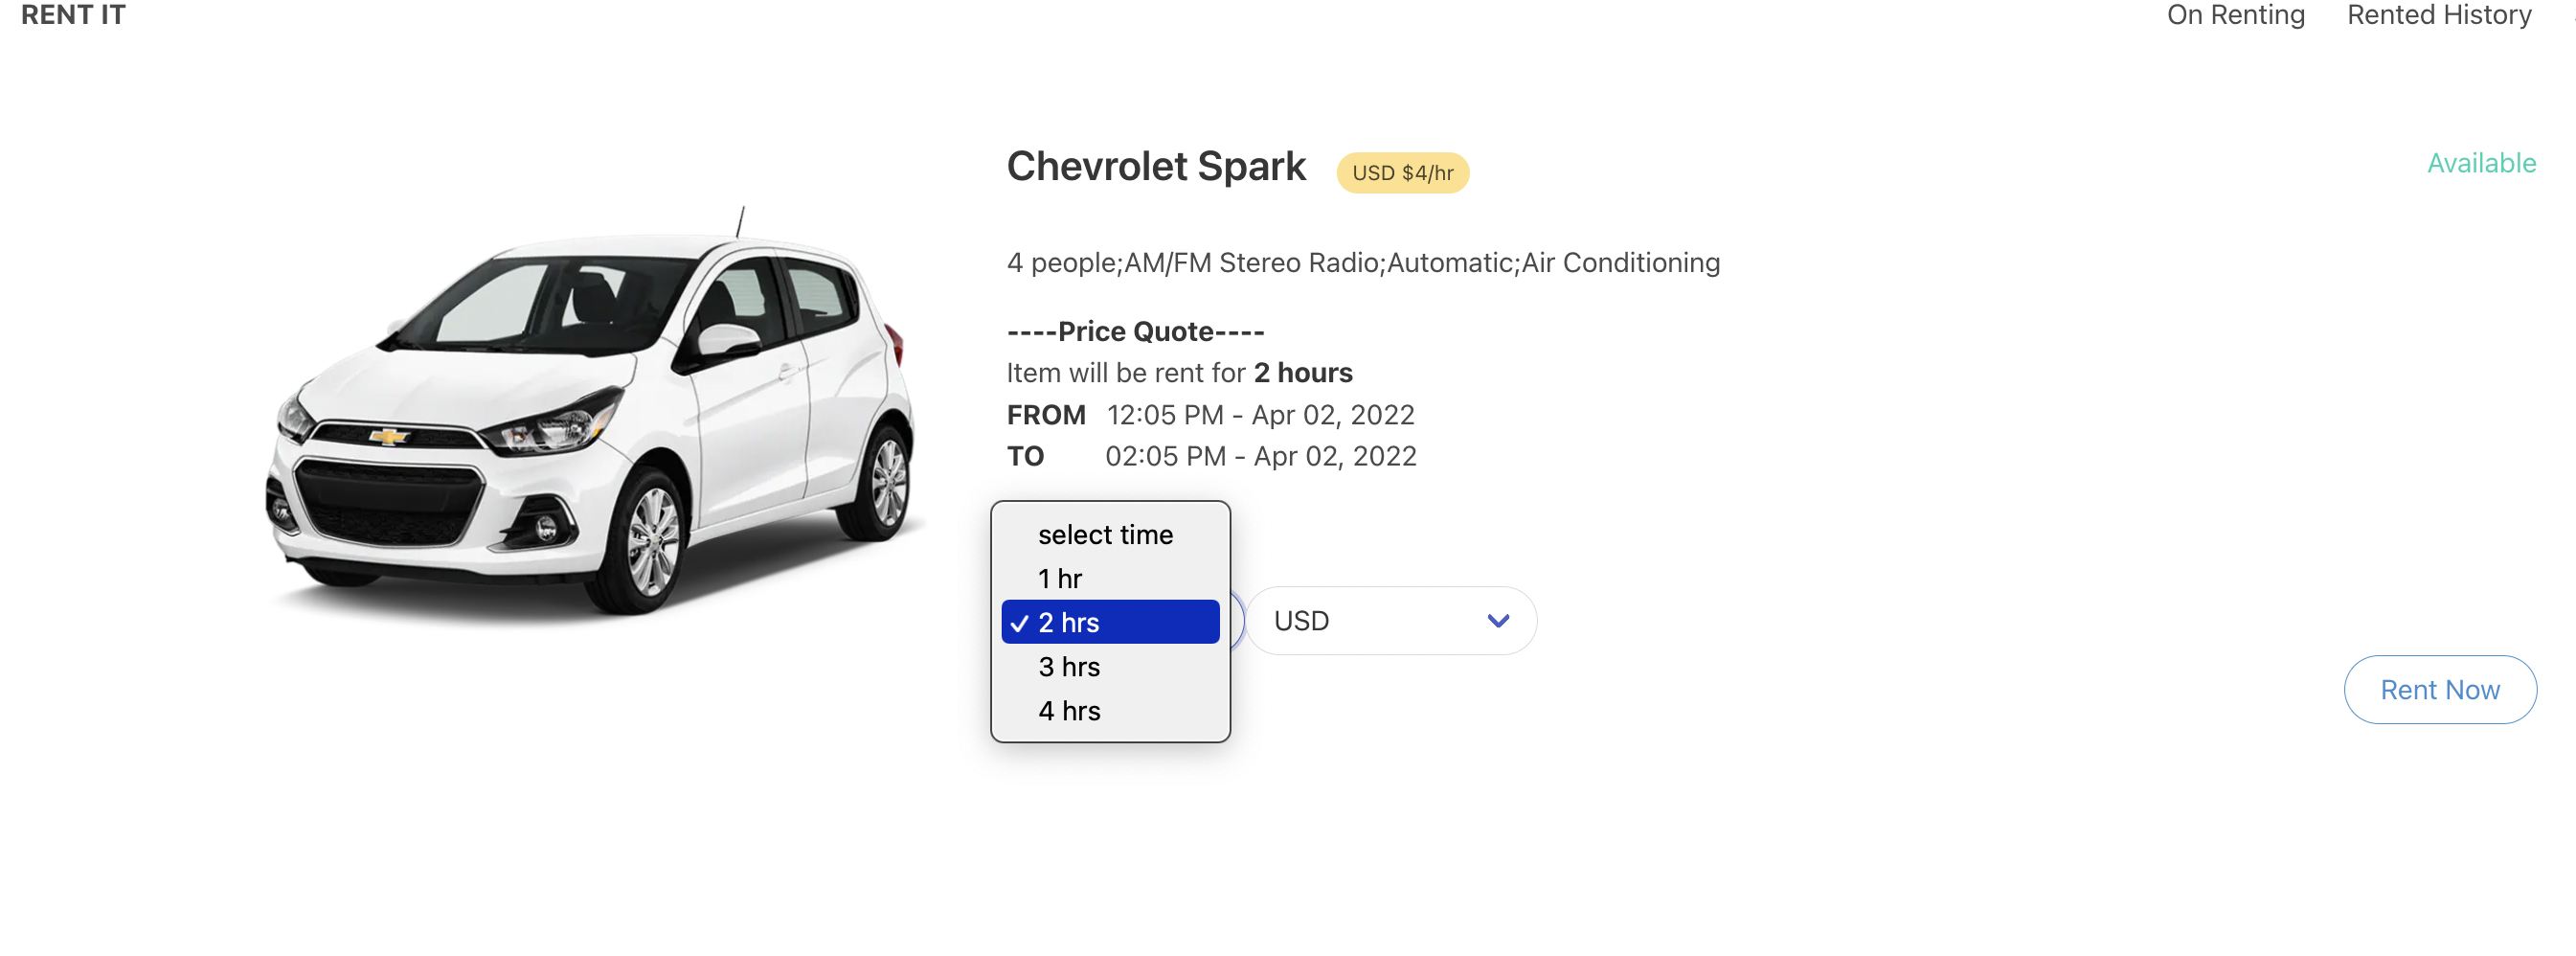 RENT IT
On Renting
Rented History
Chevrolet Spark
USD $4/hr
Available
4 people;AM/FM Stereo Radio;Automatic;Air Conditioning
----Price Quote----
Item will be rent for 2 hours
FROM 12:05 PM - Apr 02, 2022
TO 02:05 PM - Apr 02, 2022
select time
1 hr
✓ 2 hrs
3 hrs
4 hrs
USD
Rent Now